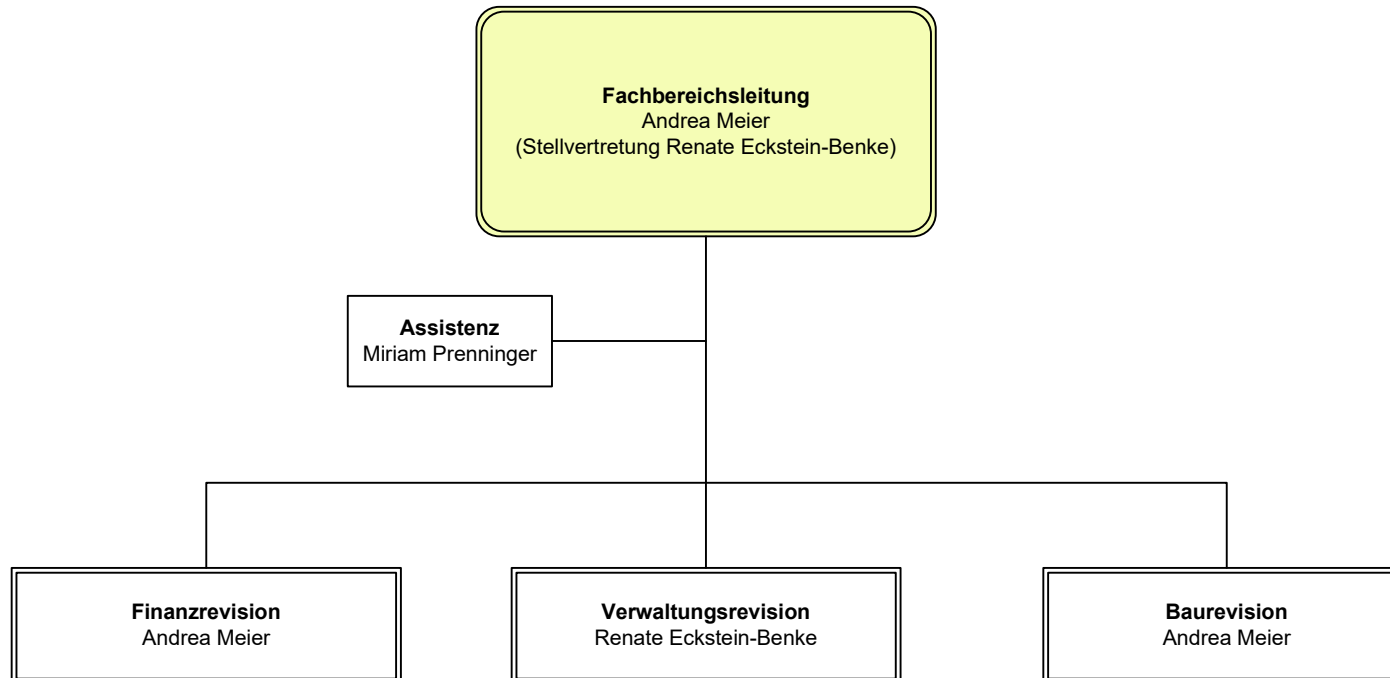 Fachbereichsleitung
Andrea Meier
(Stellvertretung Renate Eckstein-Benke)
Assistenz
Miriam Prenninger
Finanzrevision
Andrea Meier
Verwaltungsrevision
Renate Eckstein-Benke
Baurevision
Andrea Meier